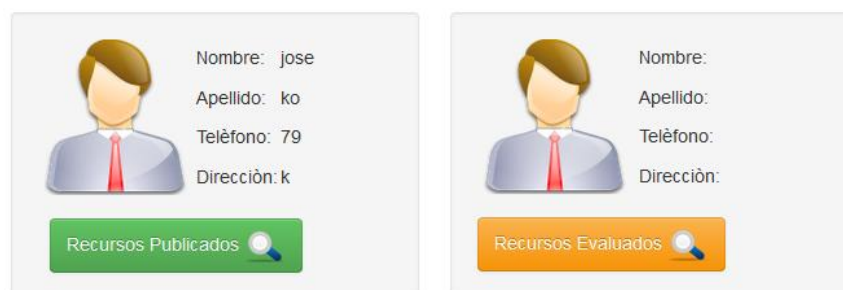 Nombre: jose
Apellido: ko
Telèfono: 79
Direcciòn: k
Recursos Publicados
Nombre:
Apellido:
Telèfono:
Direcciòn:
Recursos Evaluados